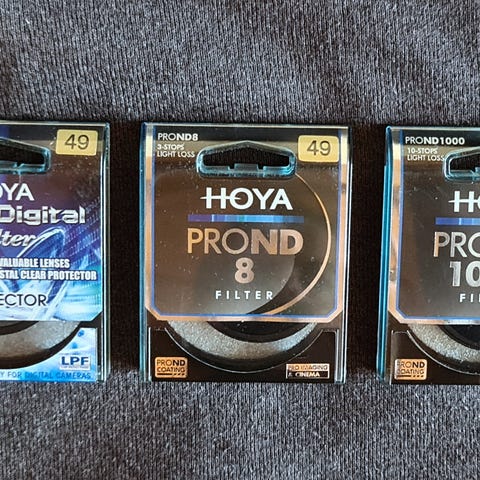 49
OYA
Digital
lter
VALUABLE LENSES
STAL CLEAR PROTECTOR
ECTOR
LPF
Y FOR DIGITAL CAMERAS
PROND8
3-STOPS
LIGHT LOSS
49
HOYA
PROND
8
FILTER
PROND
COATING
PRO IMAGING
& CINEMA
PROND1000
10-STOPS
LIGHT LOSS
H
PRO
10
FI
PROND
COATING